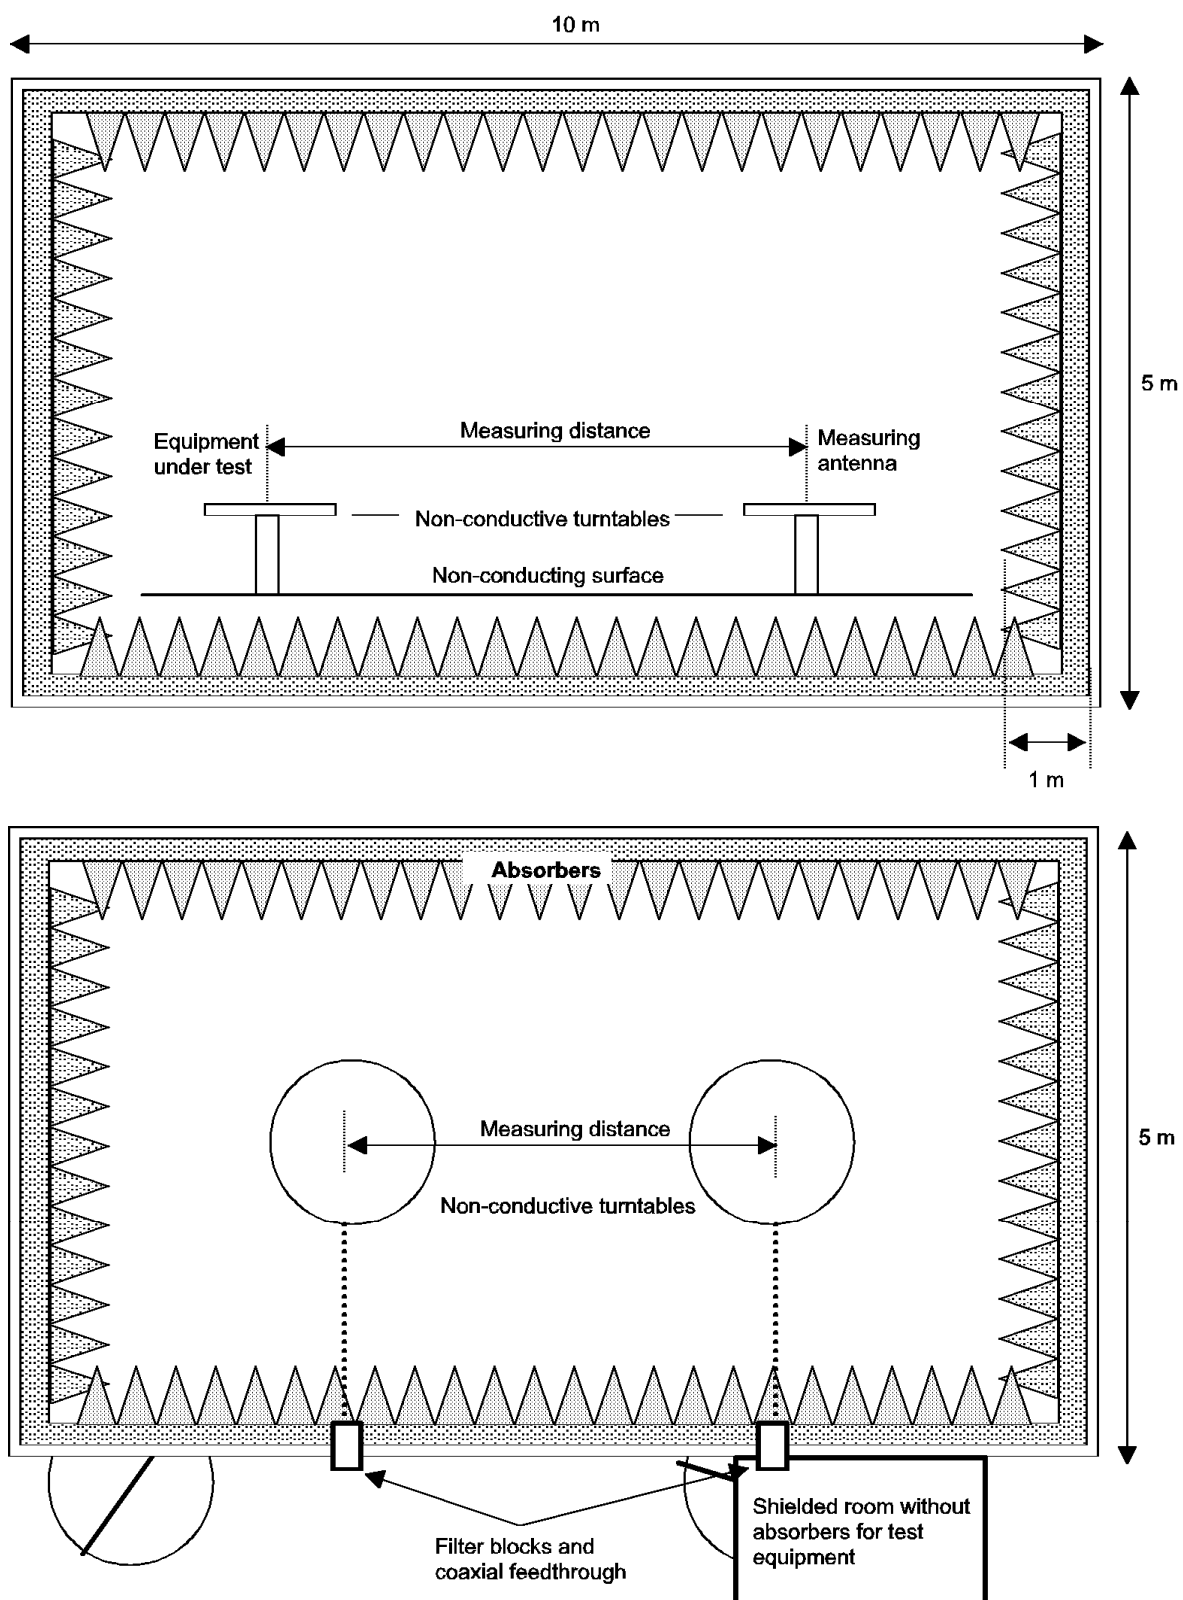 10 m
5 m
Measuring distance
Equipment
under test
Measuring
antenna
Non-conductive turntables
Non-conducting surface
1 m
Absorbers
Measuring distance
5 m
Non-conductive turntables
Shielded room without
absorbers for test
equipment
Filter blocks and
coaxial feedthrough